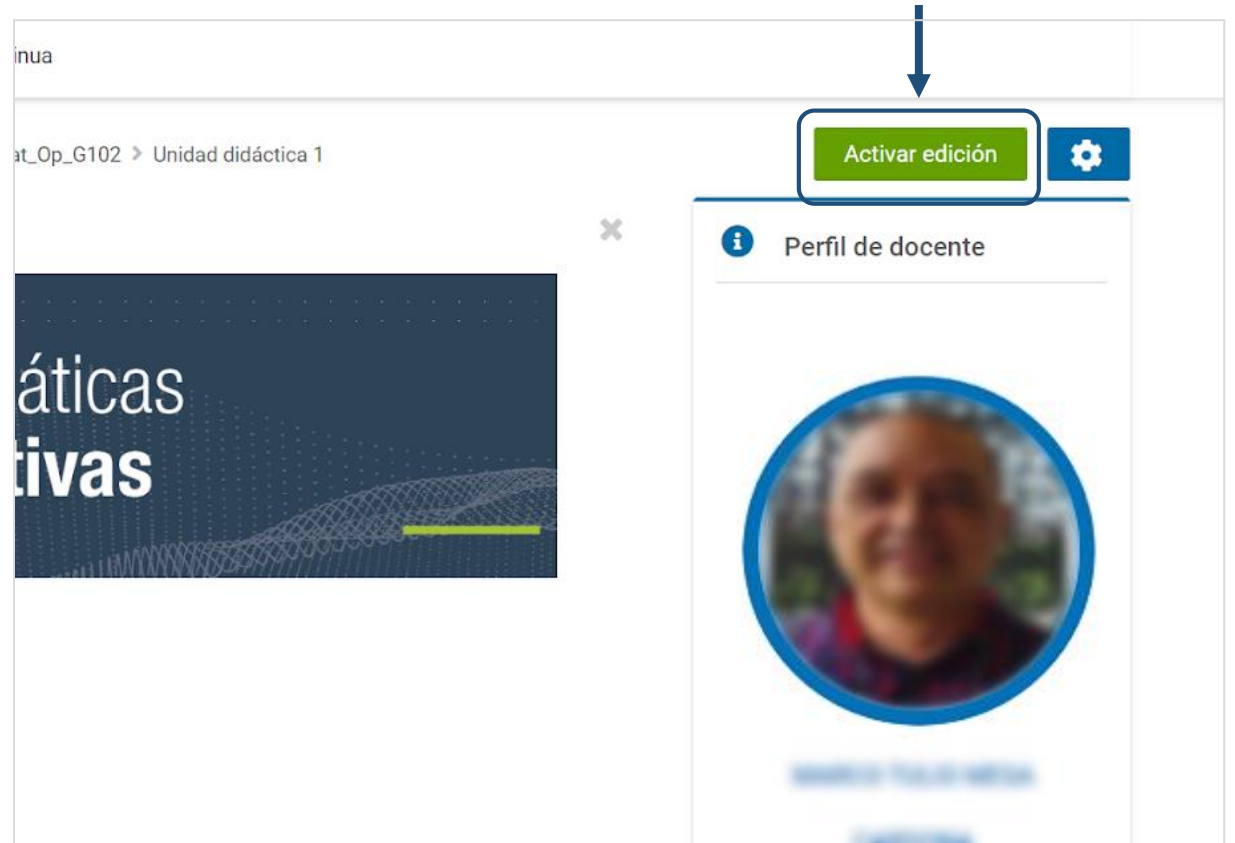 inua
at_Op_G102 > Unidad didáctica 1
Activar edición
Perfil de docente
áticas
tivas